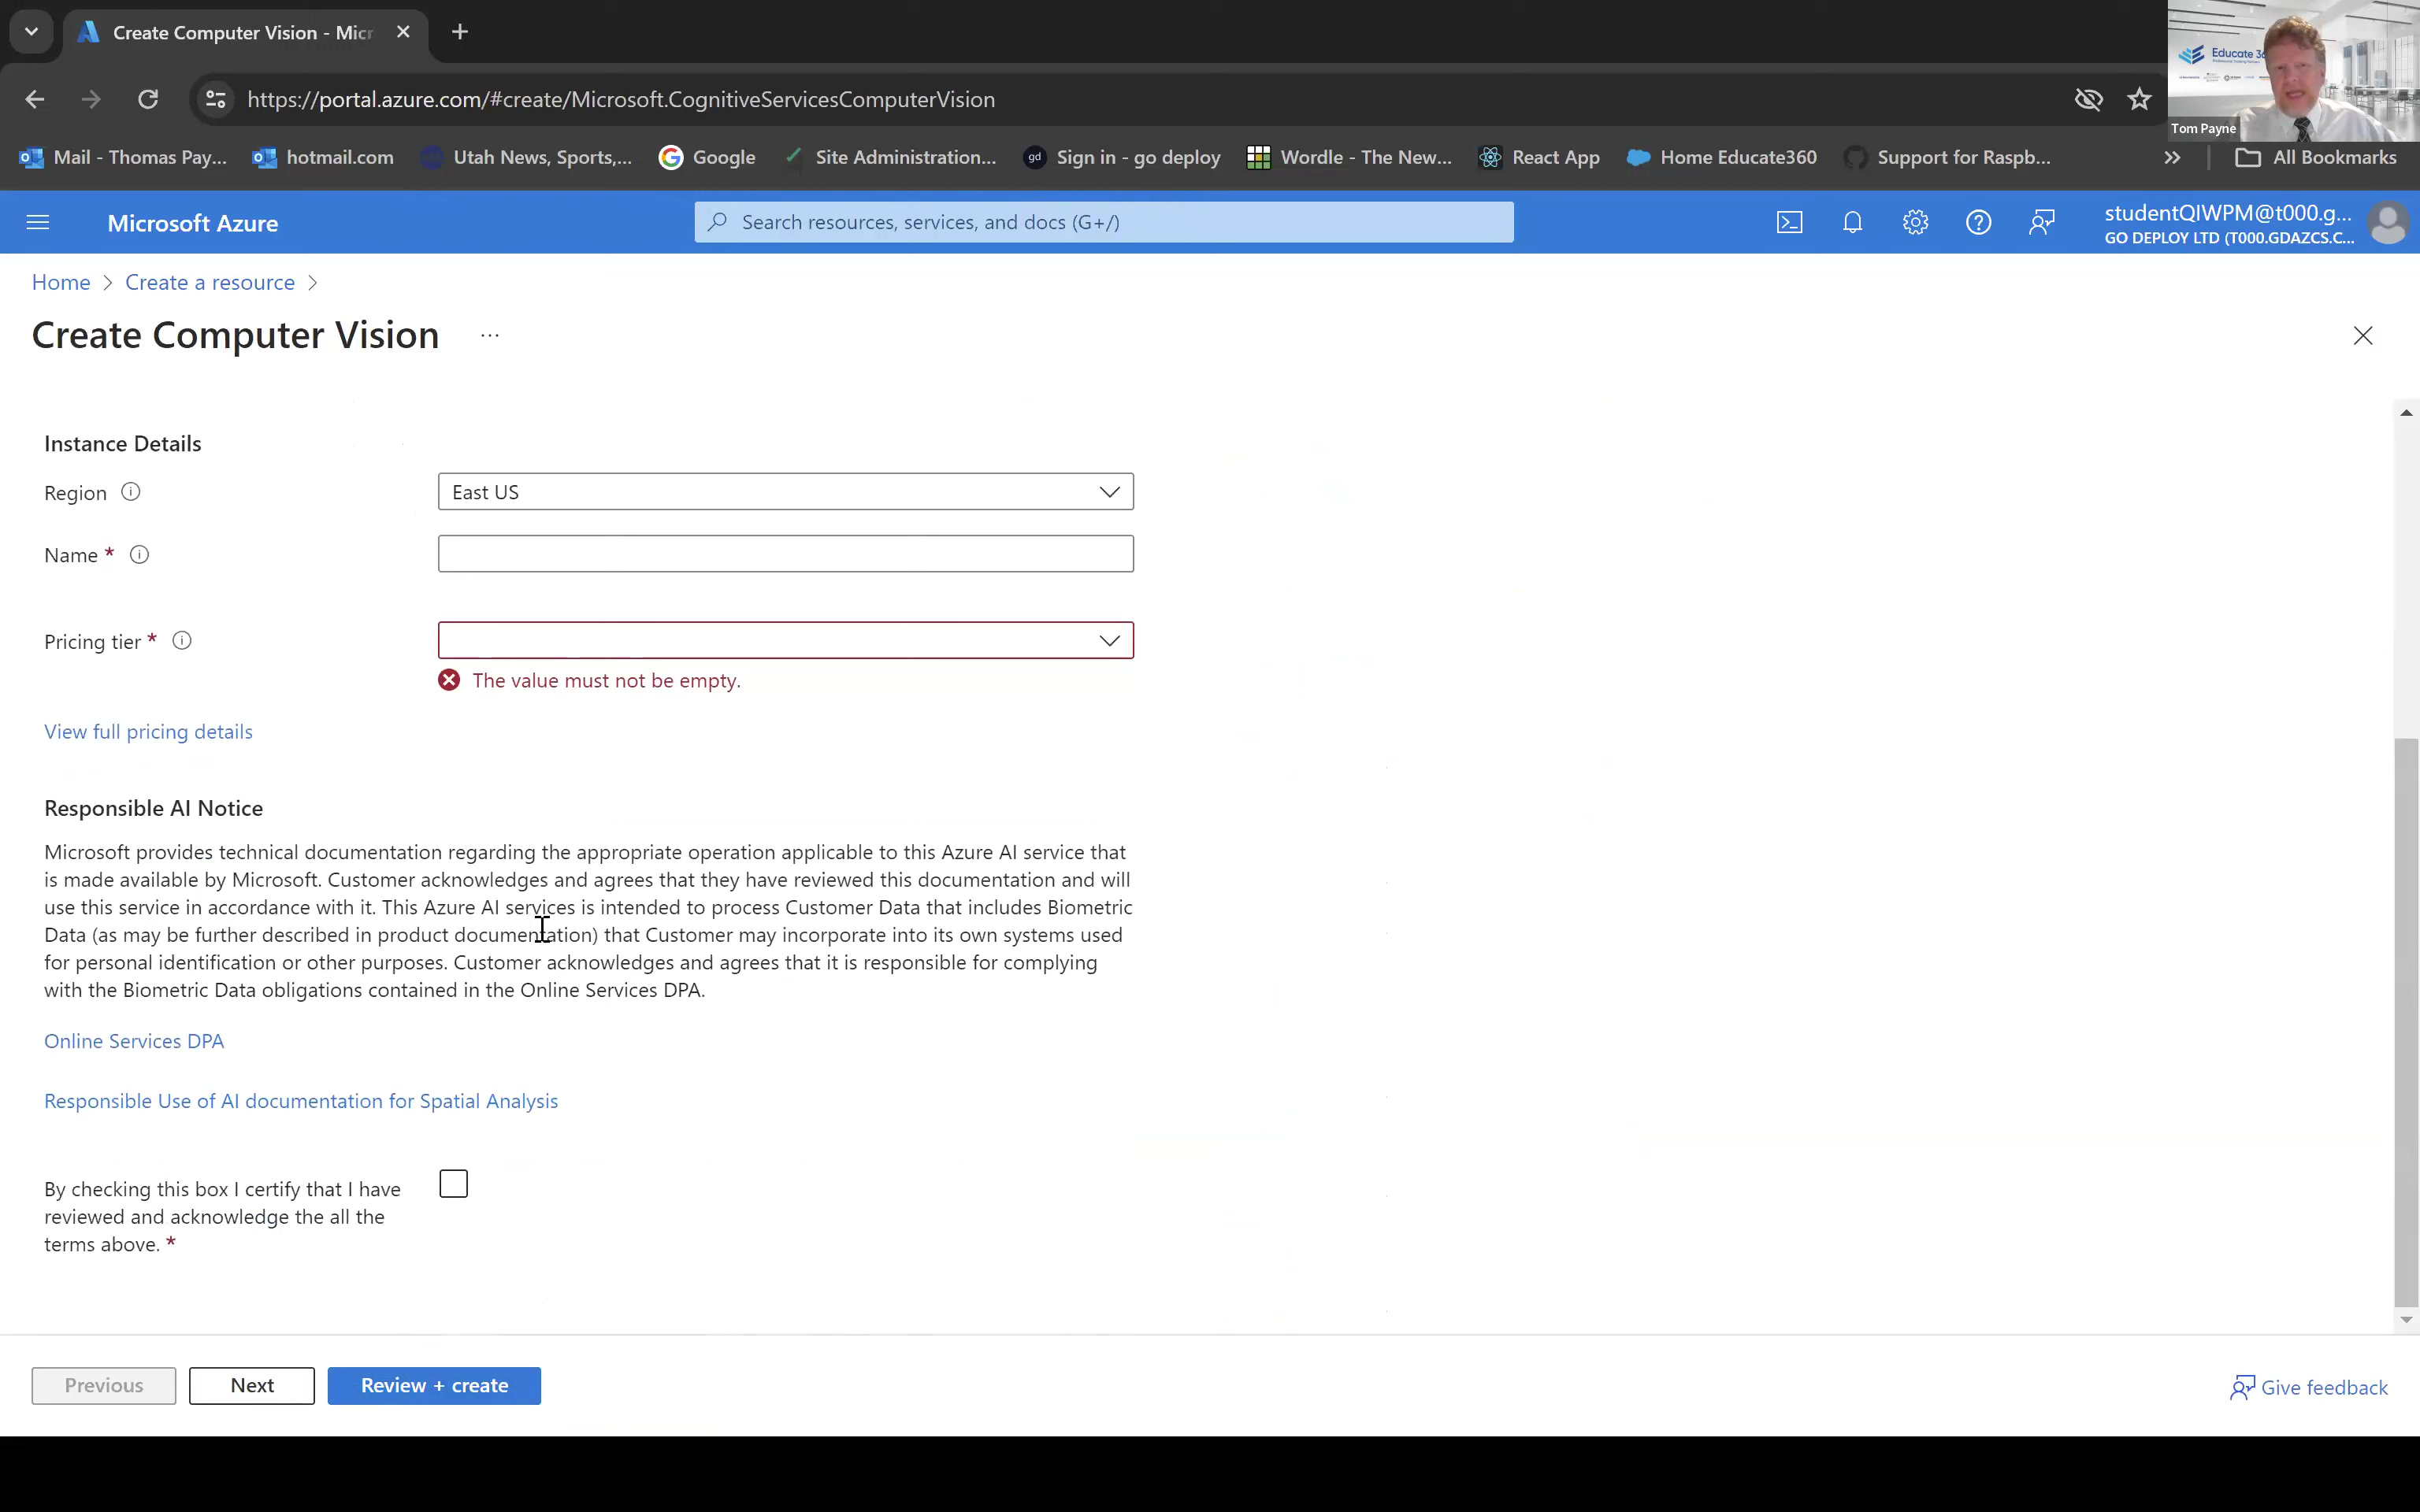 Create Computer Vision - Micr
https://portal.azure.com/#create/Microsoft.CognitiveServicesComputerVision
Educate 36
Tom Payne
Mail - Thomas Pay... hotmail.com Utah News, Sports,... Google Site Administration... Sign in - go deploy Wordle - The New... React App Home Educate360 Support for Raspb... All Bookmarks
Microsoft Azure
Search resources, services, and docs (G+/)
studentQIWPM@t000.g...
GO DEPLOY LTD (T000.GDAZCS.C...
Home > Create a resource >
Create Computer Vision ...
Instance Details
Region East US
Name *
Pricing tier *
The value must not be empty.
View full pricing details
Responsible AI Notice
Microsoft provides technical documentation regarding the appropriate operation applicable to this Azure AI service that
is made available by Microsoft. Customer acknowledges and agrees that they have reviewed this documentation and will
use this service in accordance with it. This Azure AI services is intended to process Customer Data that includes Biometric
Data (as may be further described in product documentation) that Customer may incorporate into its own systems used
for personal identification or other purposes. Customer acknowledges and agrees that it is responsible for complying
with the Biometric Data obligations contained in the Online Services DPA.
Online Services DPA
Responsible Use of AI documentation for Spatial Analysis
By checking this box I certify that I have
reviewed and acknowledge the all the
terms above. *
Previous Next Review + create
Give feedback